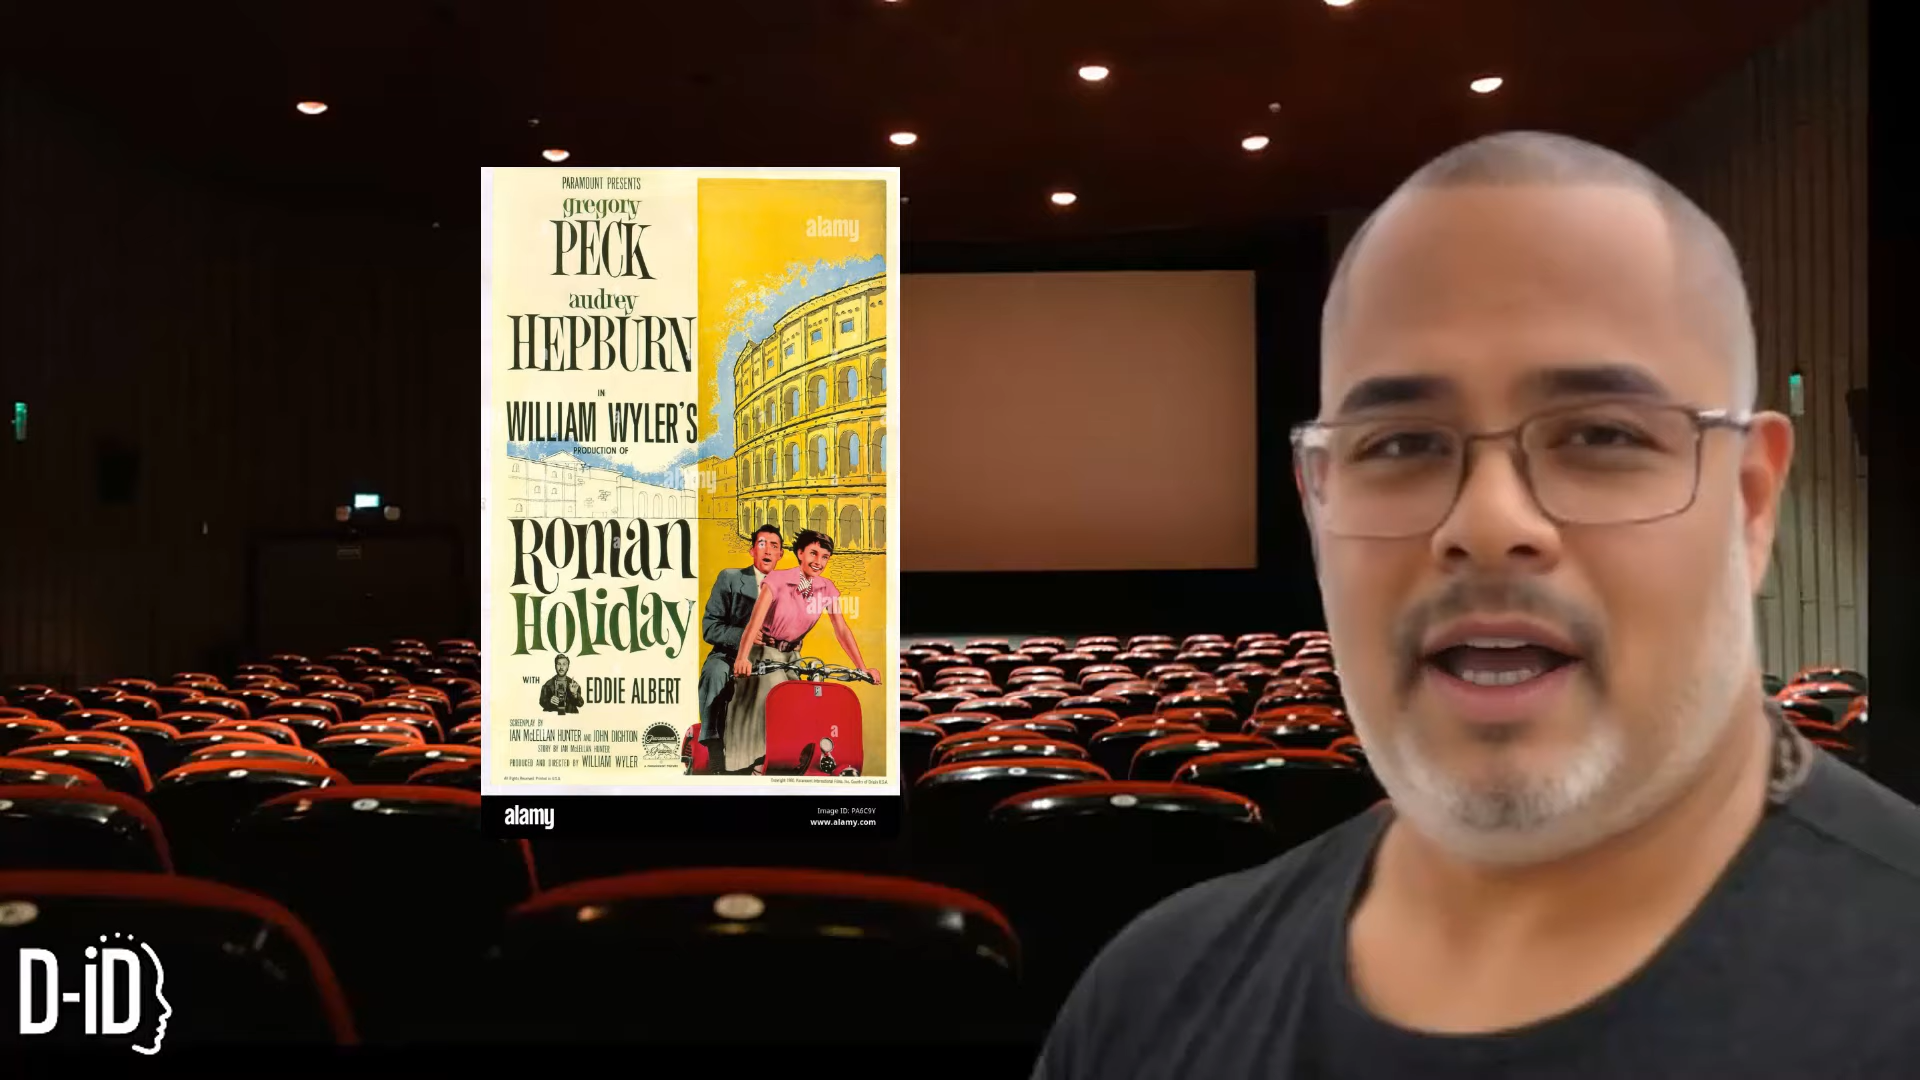 PARAMOUNT PRESENTS
gregory
PECK
audrey
HEPBURN
IN
WILLIAM WYLER'S
PRODUCTION OF
Roman
Holiday
WITH
EDDIE ALBERT
SCREENPLAY BY
IAN McLELLAN HUNTER AND JOHN DIGHTON
STORY BY IAN McLELLAN HUNTER
PRODUCED AND DIRECTED BY WILLIAM WYLER
alamy
alamy
alamy
a
a
a
alamy
Image ID: PA6C9Y
www.alamy.com
D-iD